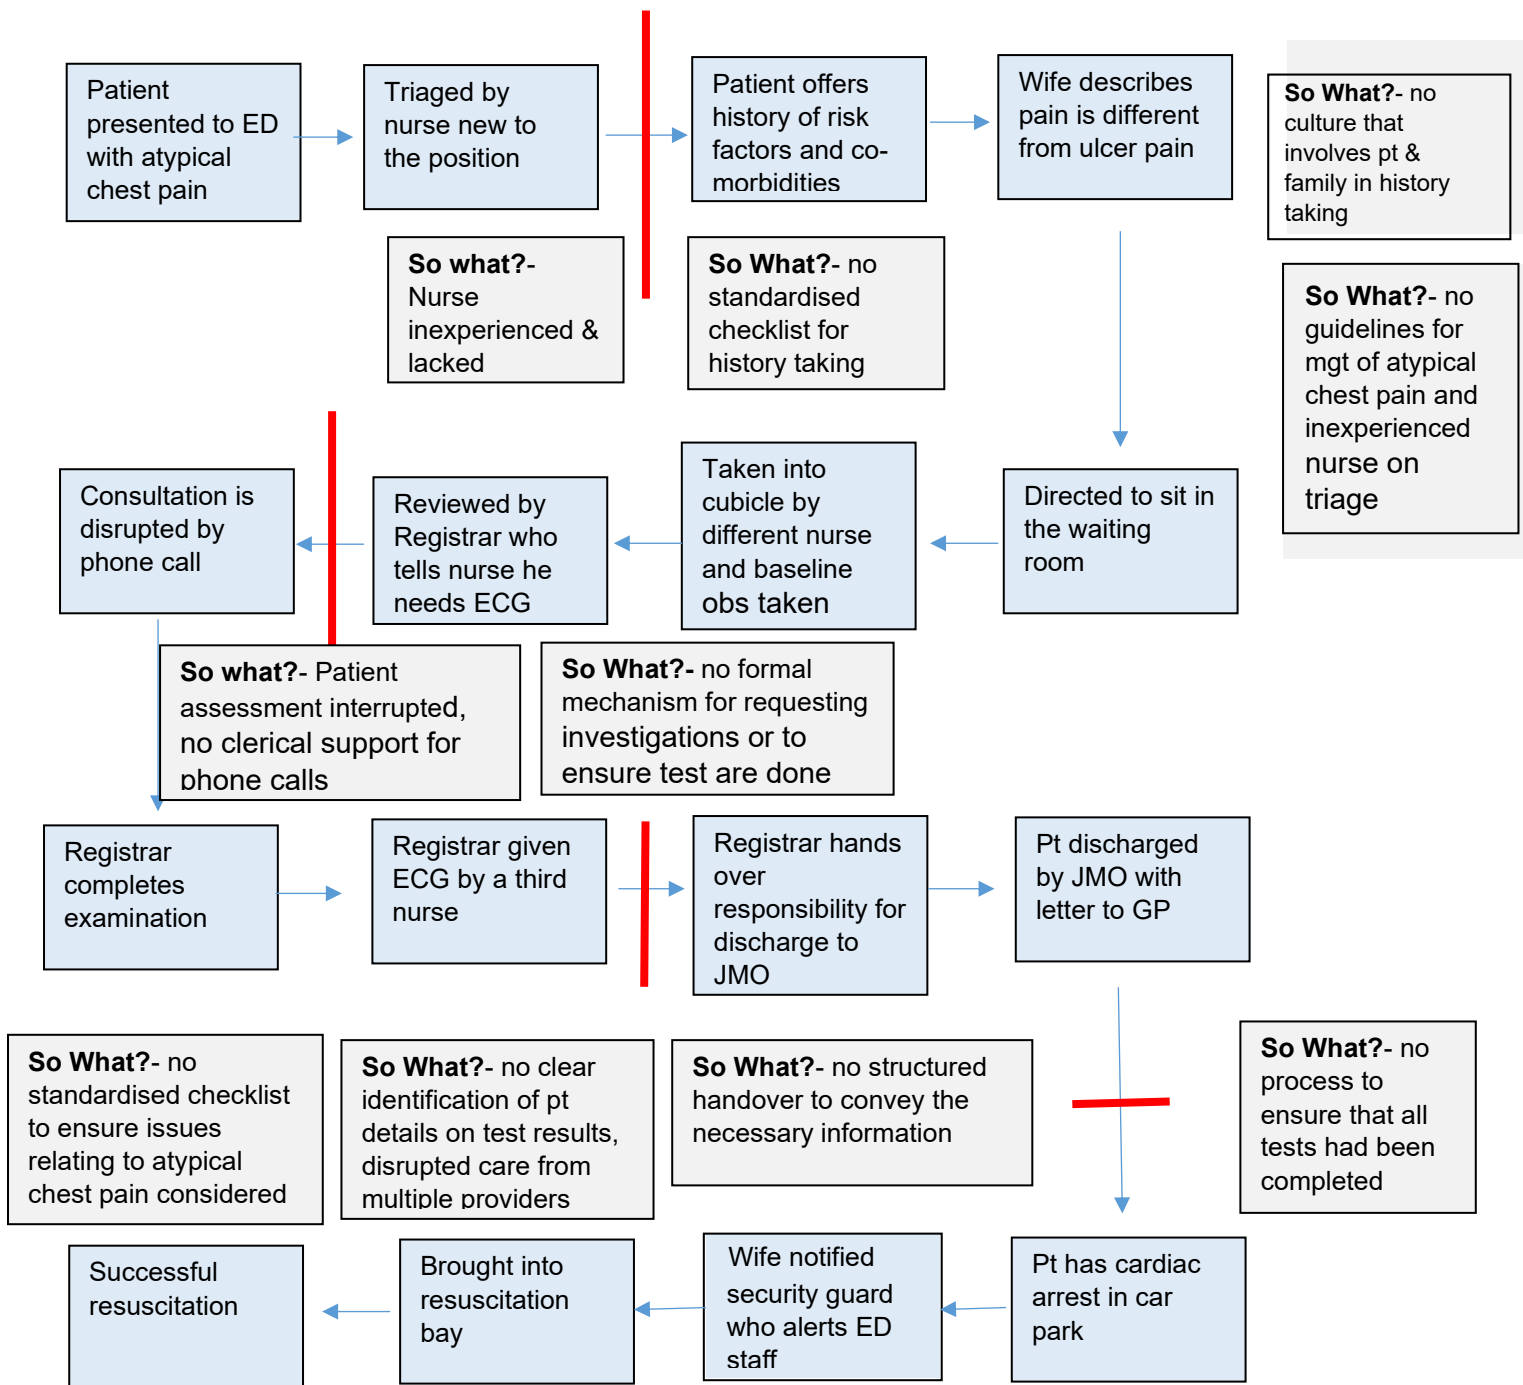 Patient
presented to ED
with atypical
chest pain
Triaged by
nurse new to
the position
Patient offers
history of risk
factors and co-
morbidities
Wife describes
pain is different
from ulcer pain
So What?- no
culture that
involves pt &
family in history
taking
So what?-
Nurse
inexperienced &
lacked
So What?- no
standardised
checklist for
history taking
So What?- no
guidelines for
mgt of atypical
chest pain and
inexperienced
nurse on
triage
Consultation is
disrupted by
phone call
Reviewed by
Registrar who
tells nurse he
needs ECG
Taken into
cubicle by
different nurse
and baseline
obs taken
Directed to sit in
the waiting
room
So what?- Patient
assessment interrupted,
no clerical support for
phone calls
So What?- no formal
mechanism for requesting
investigations or to
ensure test are done
Registrar
completes
examination
Registrar given
ECG by a third
nurse
Registrar hands
over
responsibility for
discharge to
JMO
Pt discharged
by JMO with
letter to GP
So What?- no
standardised checklist
to ensure issues
relating to atypical
chest pain considered
So What?- no clear
identification of pt
details on test results,
disrupted care from
multiple providers
So What?- no structured
handover to convey the
necessary information
So What?- no
process to
ensure that all
tests had been
completed
Successful
resuscitation
Brought into
resuscitation
bay
Wife notified
security guard
who alerts ED
staff
Pt has cardiac
arrest in car
park